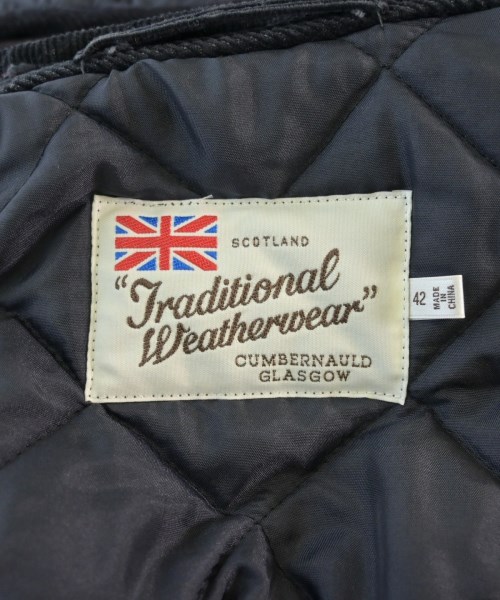 SCOTLAND
"Traditional
Weatherwear"
CUMBERNAULD
GLASGOW
42
MADE IN
CHINA